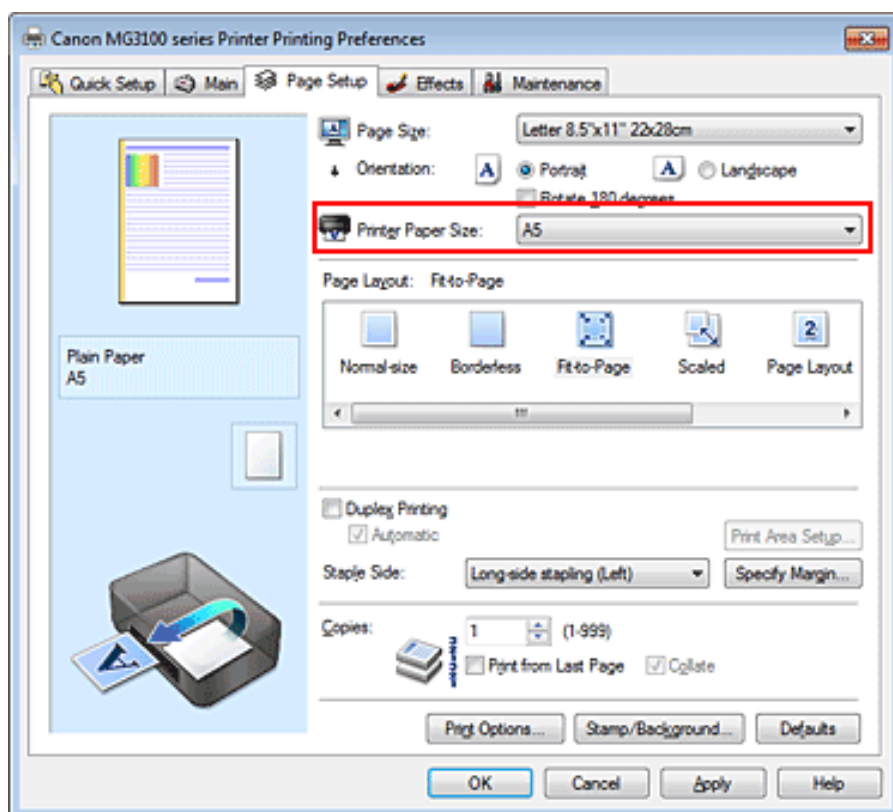 Canon MG3100 series Printer Printing Preferences
Quick Setup Main Page Setup Effects Maintenance
Page Size: Letter 8.5"x11" 22x28cm
Orientation: A Portrait A Landscape
Rotate 180 degrees
Printer Paper Size: A5
Page Layout: Fit-to-Page
2
Normal-size Borderless Fit-to-Page Scaled Page Layout
Plain Paper
A5
Duplex Printing
Automatic Print Area Setup...
Staple Side: Long-side stapling (Left) Specify Margin...
Copies: 1 (1-999)
Print from Last Page Collate
A
Print Options... Stamp/Background... Defaults
OK Cancel Apply Help